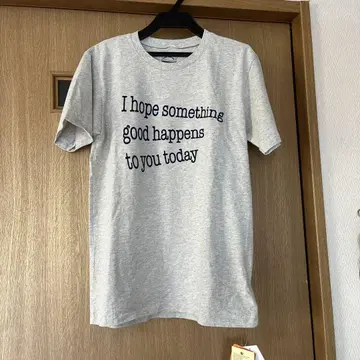 I hope something
good happens
to you today